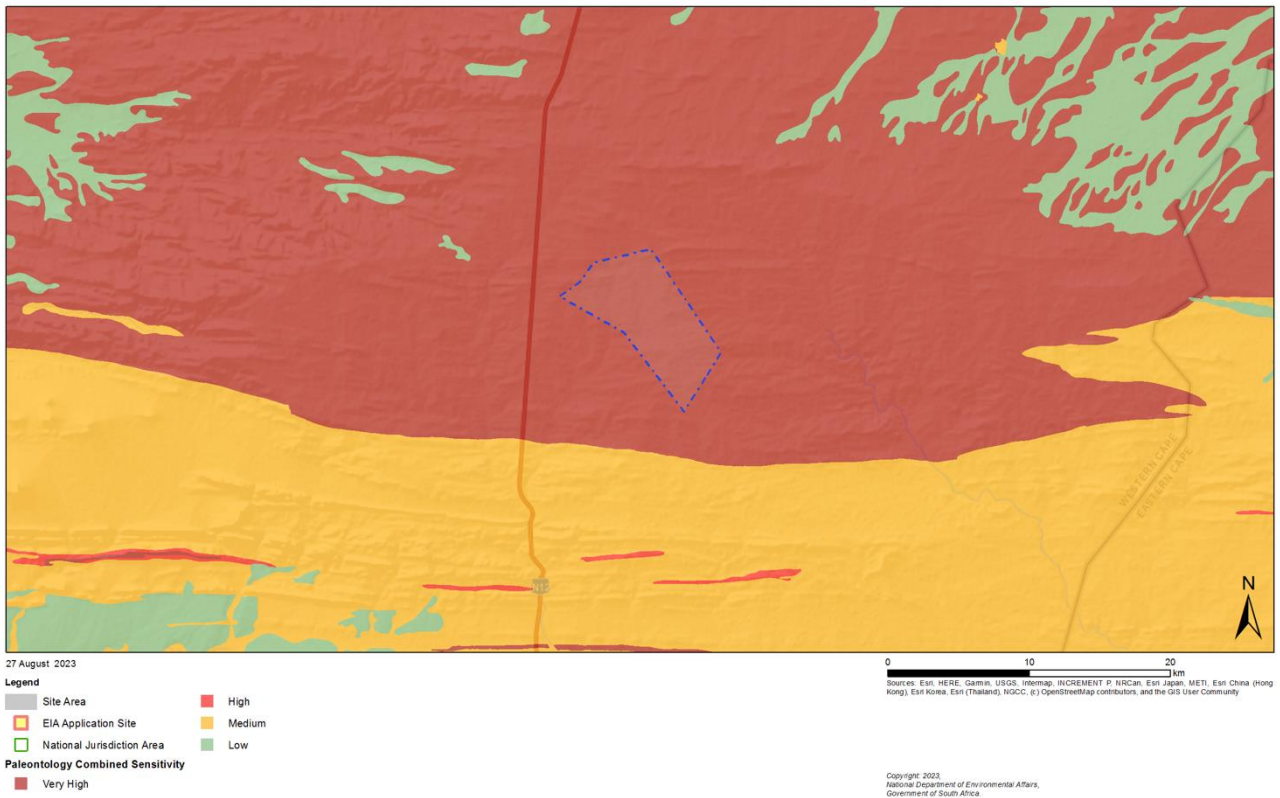 WESTERN CAPE
EASTERN CAPE
N12
N
27 August 2023
0 10 20
km
Sources: Esri, HERE, Garmin, USGS, Intermap, INCREMENT P, NRCan, Esri Japan, METI, Esri China (Hong
Kong), Esri Korea, Esri (Thailand), NGCC, (c) OpenStreetMap contributors, and the GIS User Community
Legend
Site Area
EIA Application Site
National Jurisdiction Area
Paleontology Combined Sensitivity
Very High
High
Medium
Low
Copyright: 2023,
National Department of Environmental Affairs,
Government of South Africa